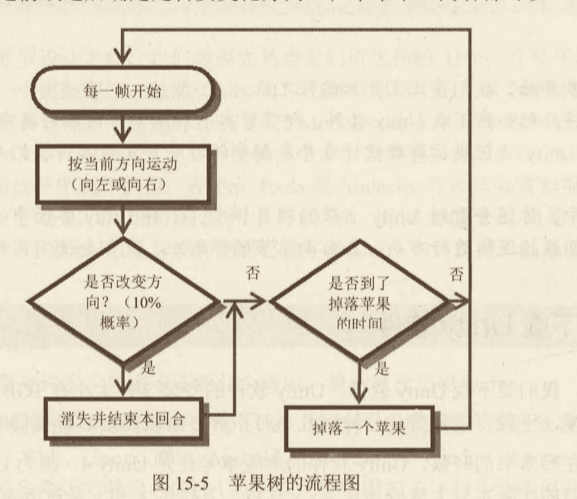 每一帧开始
按当前方向运动
（向左或向右）
是否改变方
向？（10%
概率）
否
是否到了
掉落苹果
的时间
否
是
是
消失并结束本回合
掉落一个苹果
图 15-5 苹果树的流程图